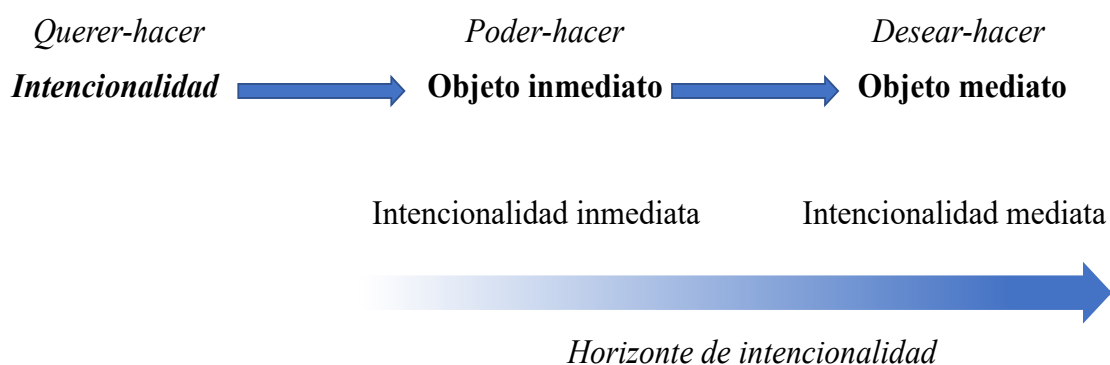 Querer-hacer Poder-hacer Desear-hacer
Intencionalidad Objeto inmediato Objeto mediato
Intencionalidad inmediata Intencionalidad mediata
Horizonte de intencionalidad